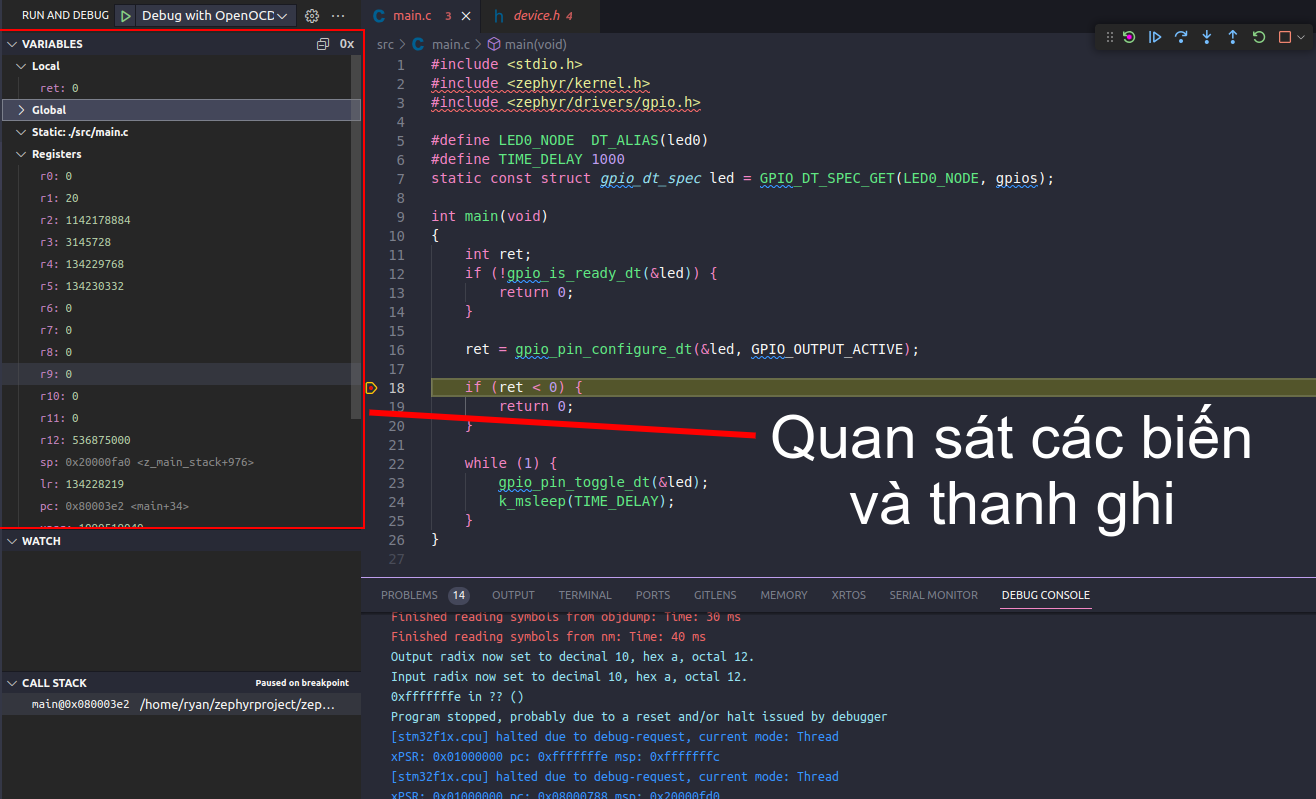 RUN AND DEBUG
Debug with OpenOCD
VARIABLES
0x
Local
ret: 0
Global
Static: ./src/main.c
Registers
r0: 0
r1: 20
r2: 1142178884
r3: 3145728
r4: 134229768
r5: 134230332
r6: 0
r7: 0
r8: 0
r9: 0
r10: 0
r11: 0
r12: 536875000
sp: 0x20000fa0 <z_main_stack+976>
lr: 134228219
pc: 0x80003e2 <main+34>
WATCH
CALL STACK
Paused on breakpoint
main@0x080003e2 /home/ryan/zephyrproject/zep...
C main.c 3
h device.h 4
src > C main.c > main(void)
1 #include <stdio.h>
2 #include <zephyr/kernel.h>
3 #include <zephyr/drivers/gpio.h>
4
5 #define LED0_NODE  DT_ALIAS(led0)
6 #define TIME_DELAY 1000
7 static const struct gpio_dt_spec led = GPIO_DT_SPEC_GET(LED0_NODE, gpios);
8
9 int main(void)
10 {
11     int ret;
12     if (!gpio_is_ready_dt(&led)) {
13         return 0;
14     }
15
16     ret = gpio_pin_configure_dt(&led, GPIO_OUTPUT_ACTIVE);
17
18     if (ret < 0) {
19         return 0;
20     }
21
22     while (1) {
23         gpio_pin_toggle_dt(&led);
24         k_msleep(TIME_DELAY);
25     }
26 }
27
Quan sát các biến
và thanh ghi
PROBLEMS 14 OUTPUT TERMINAL PORTS GITLENS MEMORY XRTOS SERIAL MONITOR DEBUG CONSOLE
Finished reading symbols from objdump: Time: 30 ms
Finished reading symbols from nm: Time: 40 ms
Output radix now set to decimal 10, hex a, octal 12.
Input radix now set to decimal 10, hex a, octal 12.
0xfffffffe in ?? ()
Program stopped, probably due to a reset and/or halt issued by debugger
[stm32f1x.cpu] halted due to debug-request, current mode: Thread
xPSR: 0x01000000 pc: 0xfffffffe msp: 0xfffffffc
[stm32f1x.cpu] halted due to debug-request, current mode: Thread
xPSR: 0x01000000 pc: 0x08000788 msp: 0x20000fd0